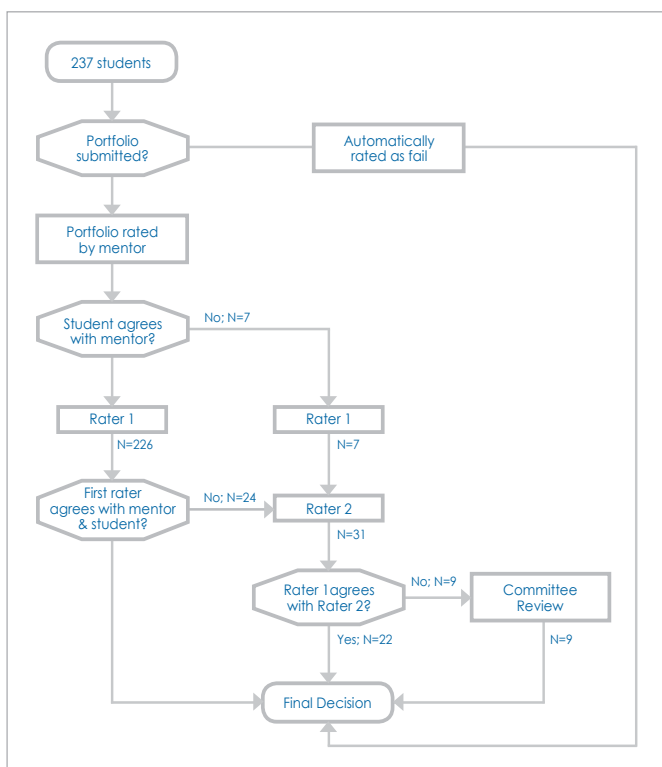 237 students
Portfolio
submitted?
Automatically
rated as fail
Portfolio rated
by mentor
Student agrees
with mentor?
No; N=7
Rater 1
Rater 1
N=226
N=7
First rater
agrees with mentor
& student?
No; N=24
Rater 2
N=31
Rater 1agrees
with Rater 2?
No; N=9
Committee
Review
Yes; N=22
N=9
Final Decision